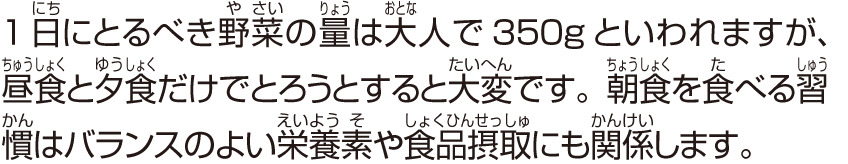 1日にとるべき野菜の量は大人で350gといわれますが、
昼食と夕食だけでとろうとすると大変です。朝食を食べる習
慣はバランスのよい栄養素や食品摂取にも関係します。